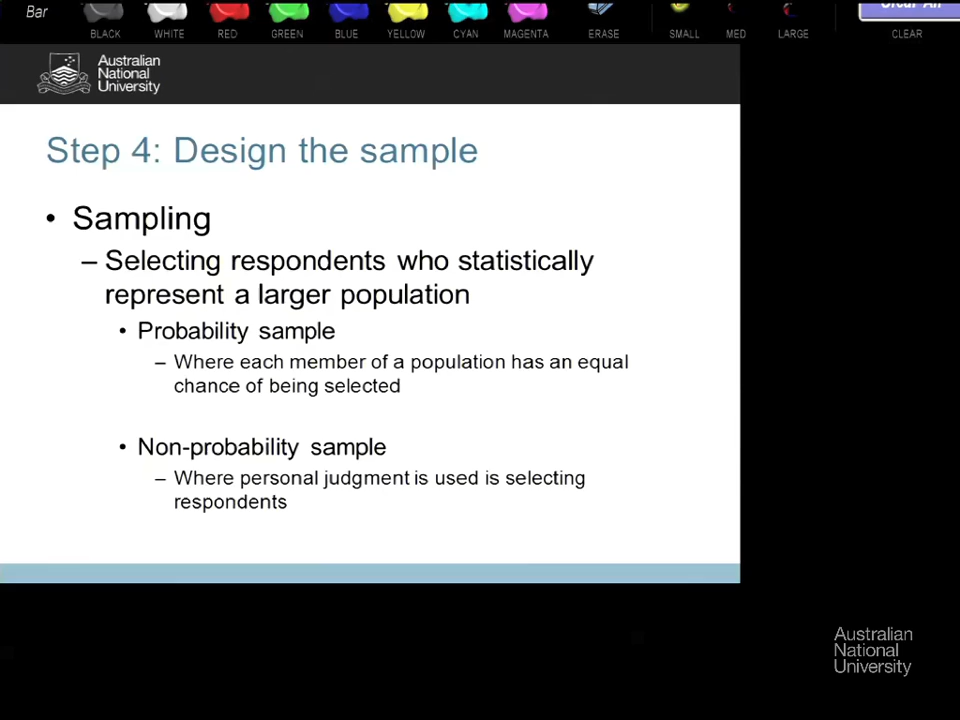 Bar
BLACK WHITE RED GREEN BLUE YELLOW CYAN MAGENTA ERASE SMALL MED LARGE CLEAR
Australian
National
University
Step 4: Design the sample
• Sampling
– Selecting respondents who statistically
represent a larger population
• Probability sample
– Where each member of a population has an equal
chance of being selected
• Non-probability sample
– Where personal judgment is used is selecting
respondents
Australian
National
University